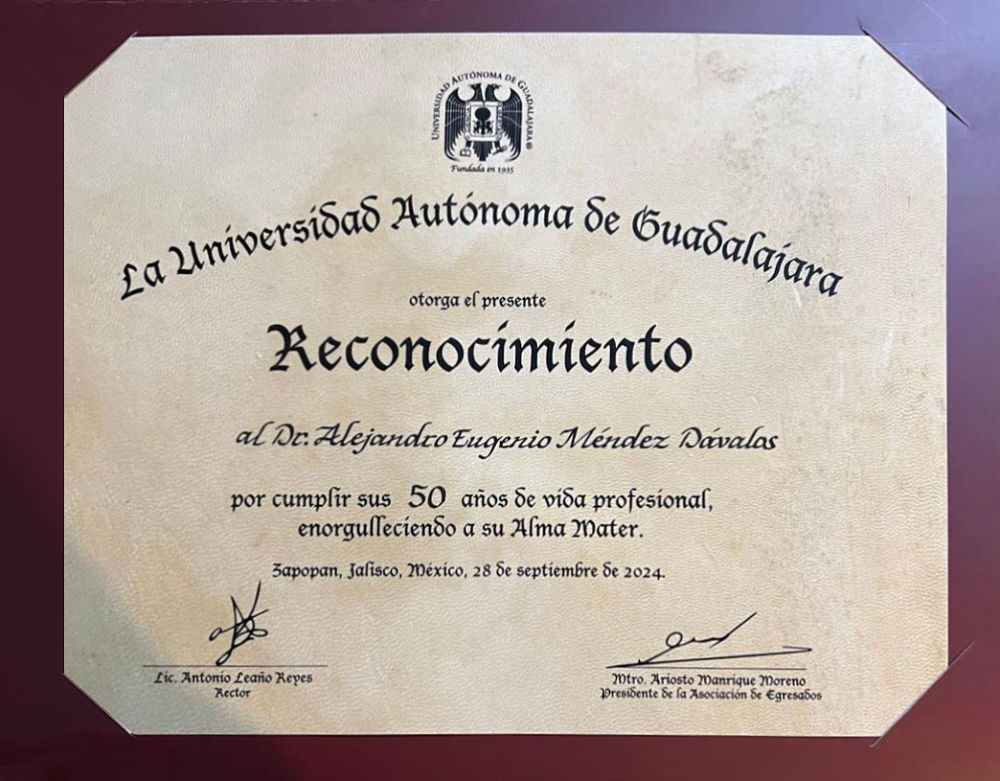 UNIVERSIDAD AUTÓNOMA DE GUADALAJARA ®
Fundada en 1935
La Universidad Autónoma de Guadalajara
otorga el presente
Reconocimiento
al Dr. Alejandro Eugenio Méndez Dávalos
por cumplir sus 50 años de vida profesional,
enorgulleciendo a su Alma Mater.
Zapopan, Jalisco, México, 28 de septiembre de 2024.
Lic. Antonio Leaño Reyes
Rector
Mtro. Ariosto Manrique Moreno
Presidente de la Asociación de Egresados